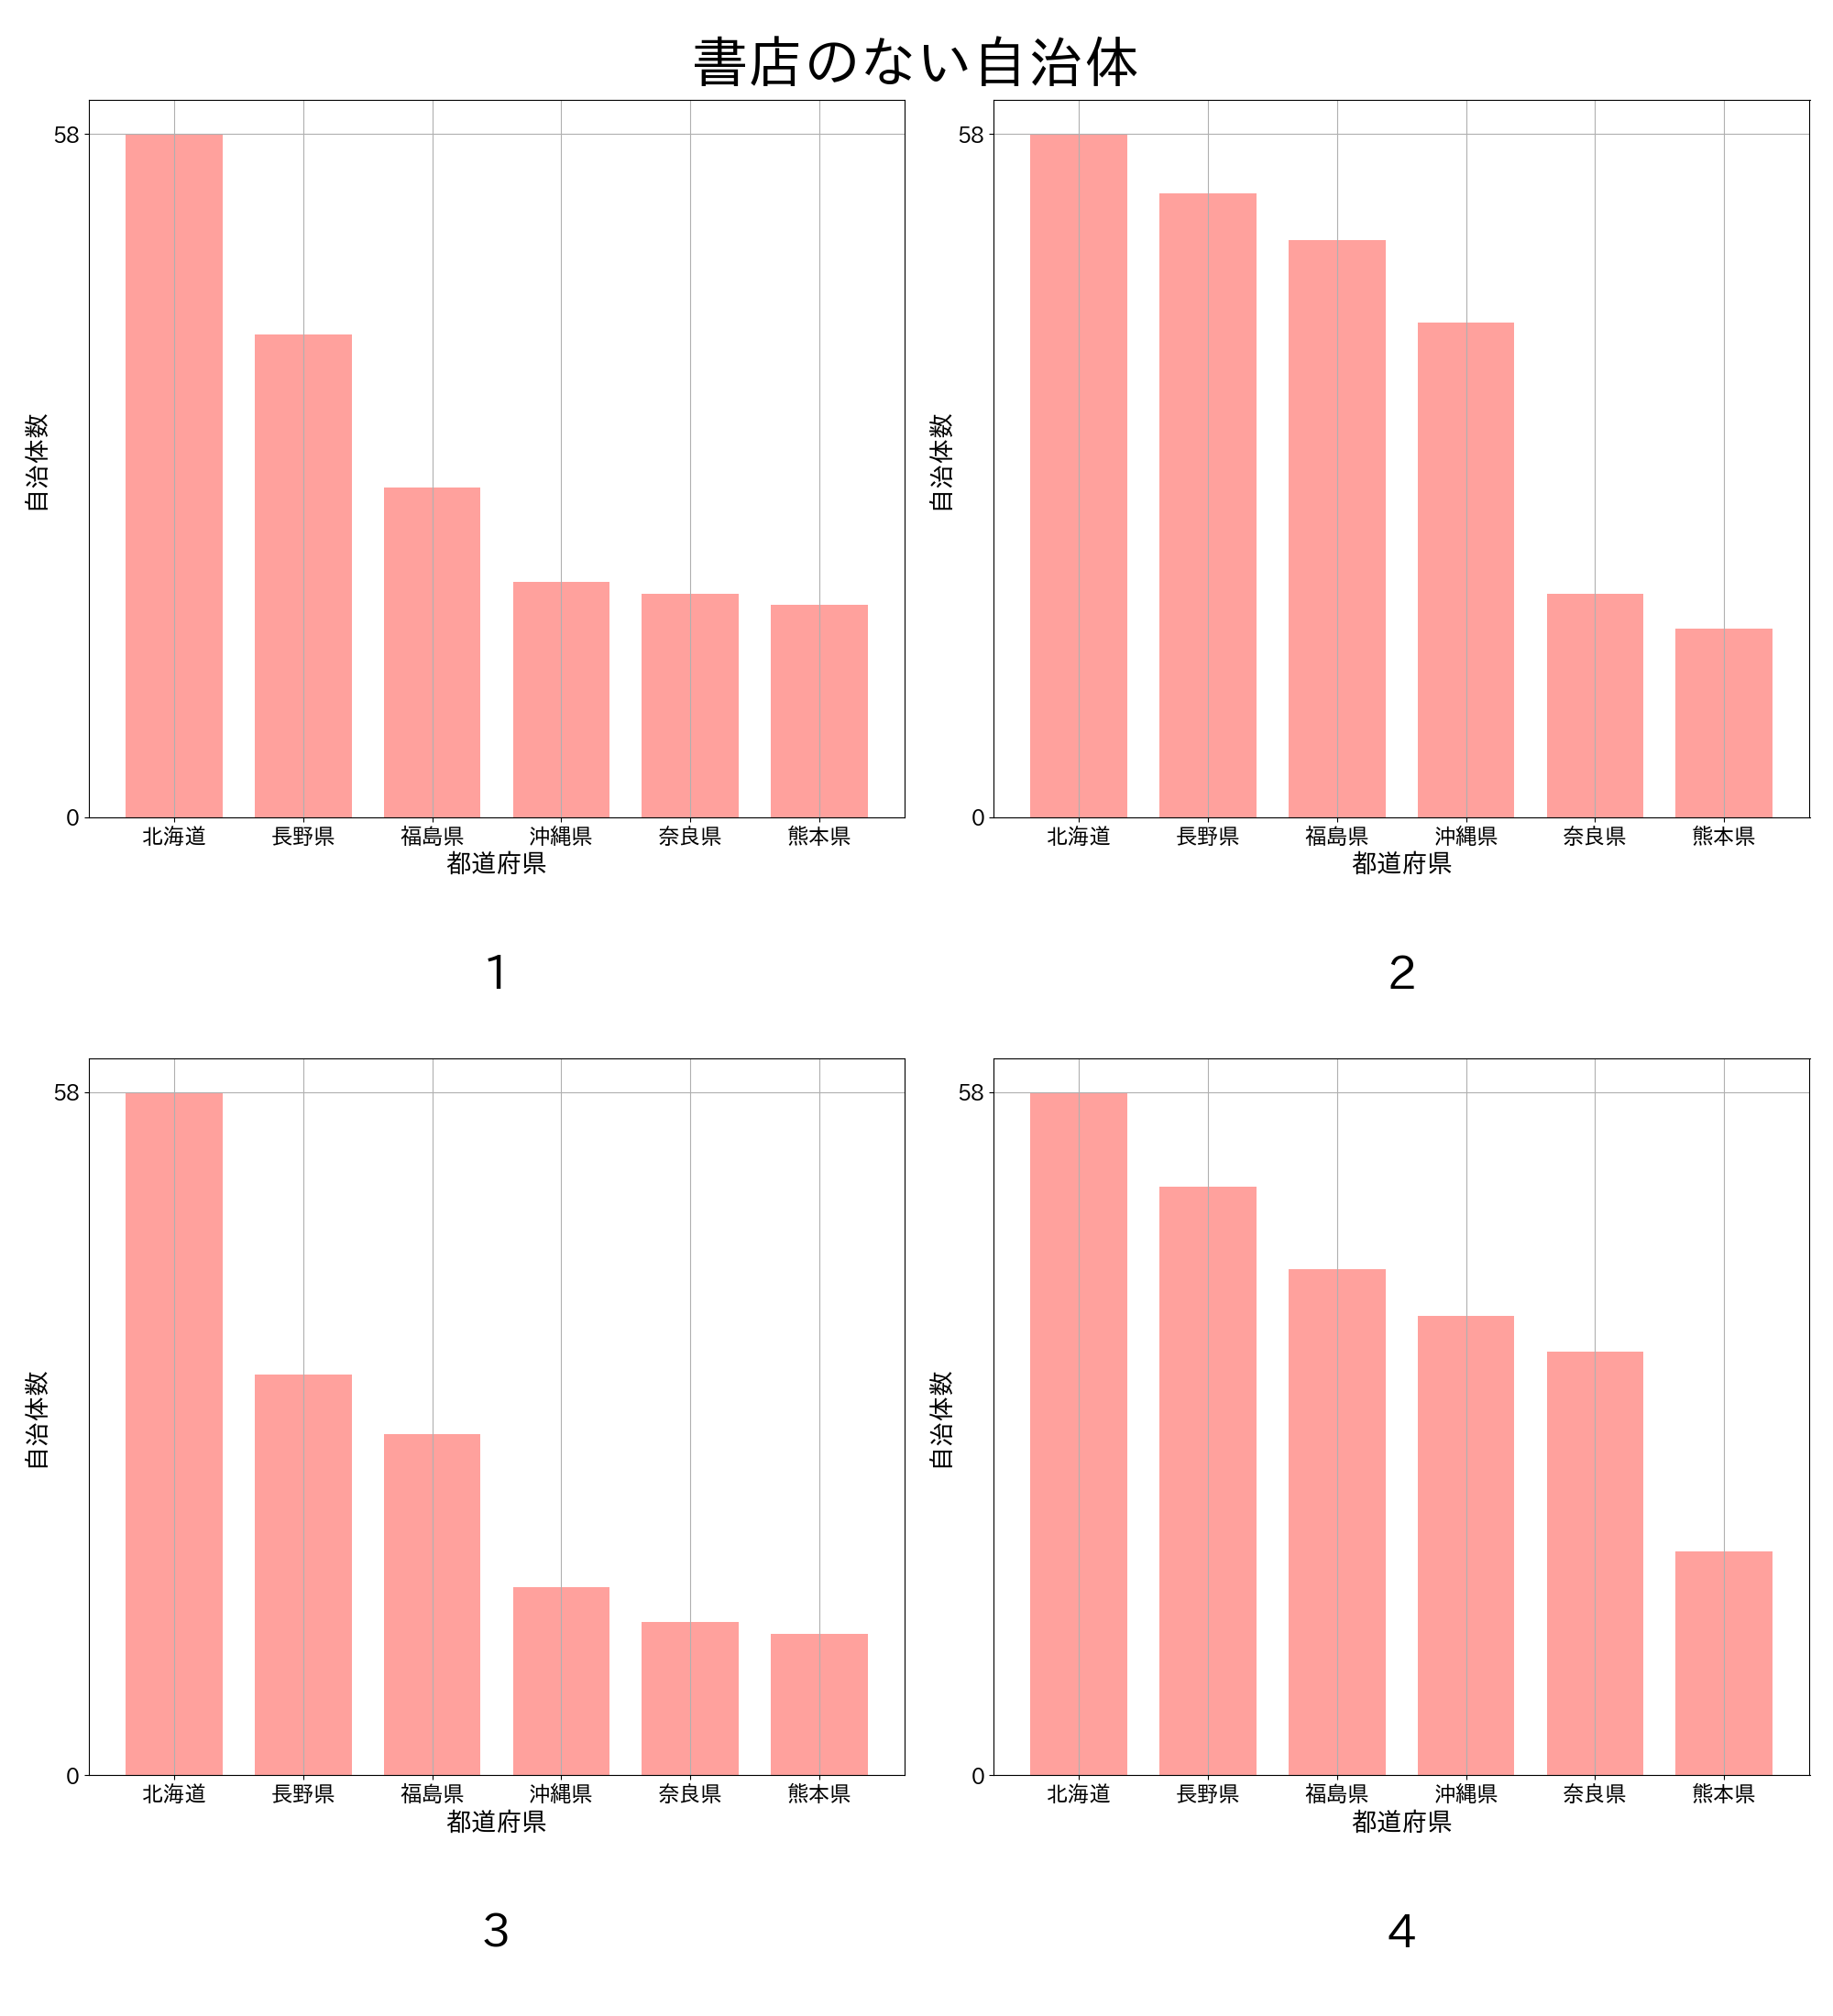 書店のない自治体
58
0
自治体数
北海道 長野県 福島県 沖縄県 奈良県 熊本県
都道府県
1
58
0
自治体数
北海道 長野県 福島県 沖縄県 奈良県 熊本県
都道府県
2
58
0
自治体数
北海道 長野県 福島県 沖縄県 奈良県 熊本県
都道府県
3
58
0
自治体数
北海道 長野県 福島県 沖縄県 奈良県 熊本県
都道府県
4